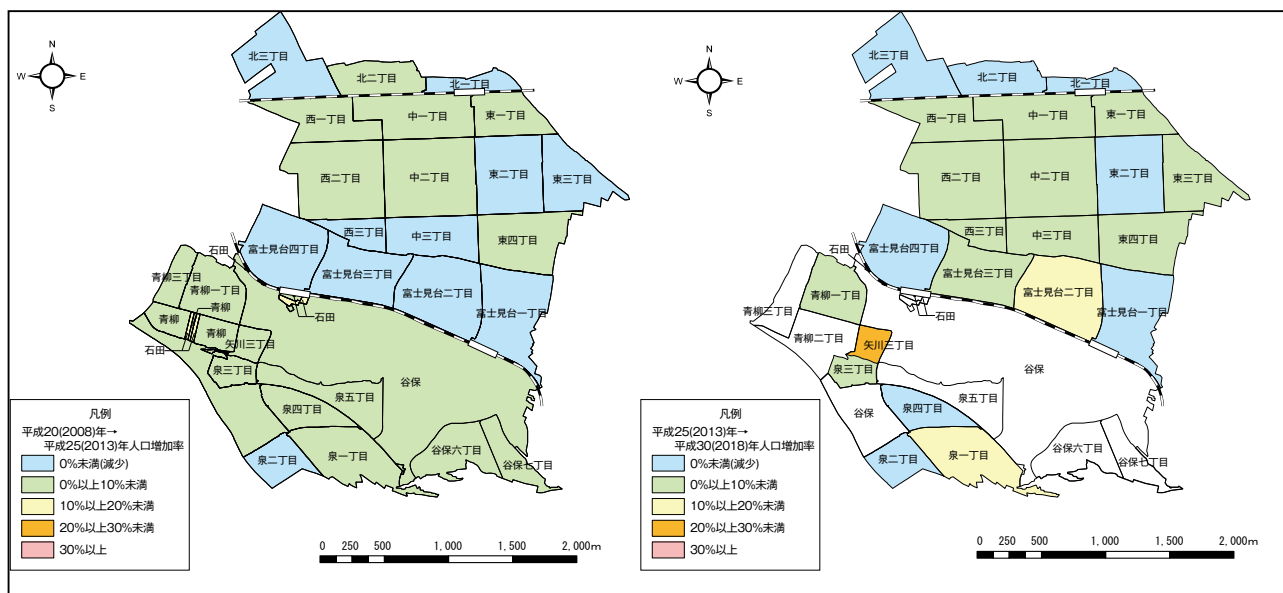 N
W
E
S
北三丁目
北二丁目
北一丁目
西一丁目
中一丁目
東一丁目
西二丁目
中二丁目
東二丁目
東三丁目
西三丁目
中三丁目
東四丁目
石田
富士見台四丁目
富士見台三丁目
富士見台二丁目
富士見台一丁目
青柳三丁目
青柳一丁目
青柳
石田
青柳
青柳
石田
矢川三丁目
泉三丁目
谷保
泉五丁目
泉四丁目
泉二丁目
泉一丁目
谷保六丁目
谷保七丁目
凡例
平成20(2008)年→
平成25(2013)年人口増加率
0%未満(減少)
0%以上10%未満
10%以上20%未満
20%以上30%未満
30%以上
0 250 500 1,000 1,500 2,000m
N
W
E
S
北三丁目
北二丁目
北一丁目
西一丁目
中一丁目
東一丁目
西二丁目
中二丁目
東二丁目
東三丁目
西三丁目
中三丁目
東四丁目
石田
富士見台四丁目
富士見台三丁目
富士見台二丁目
富士見台一丁目
青柳一丁目
石田
青柳三丁目
青柳二丁目
矢川三丁目
泉三丁目
谷保
谷保
泉五丁目
泉四丁目
泉二丁目
泉一丁目
谷保六丁目
谷保七丁目
凡例
平成25(2013)年→
平成30(2018)年人口増加率
0%未満(減少)
0%以上10%未満
10%以上20%未満
20%以上30%未満
30%以上
0 250 500 1,000 1,500 2,000m